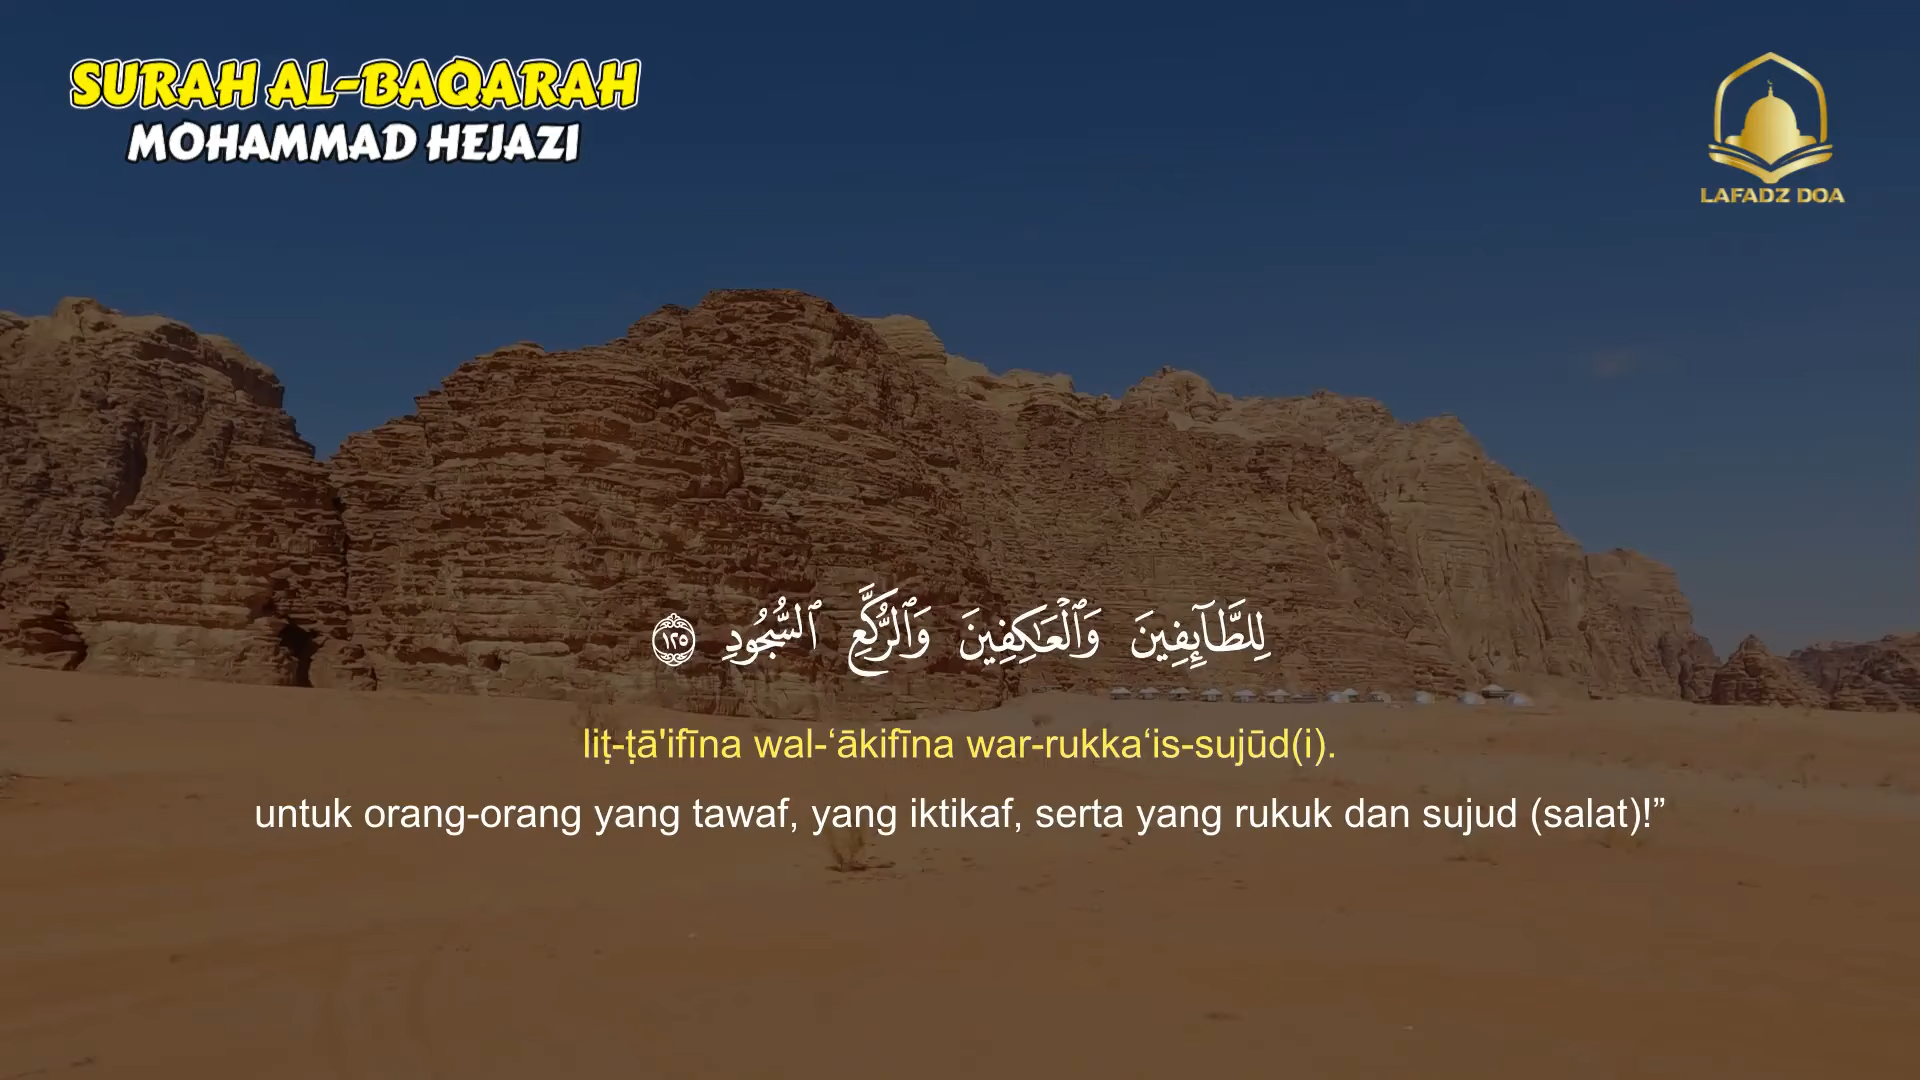 SURAH AL-BAQARAH
MOHAMMAD HEJAZI
LAFADZ DOA
لِلطَّآئِفِينَ وَٱلْعَـٰكِفِينَ وَٱلرُّكَّعِ ٱلسُّجُودِ ١٢٥
liṭ-ṭā'ifīna wal-‘ākifīna war-rukka‘is-sujūd(i).
untuk orang-orang yang tawaf, yang iktikaf, serta yang rukuk dan sujud (salat)!”